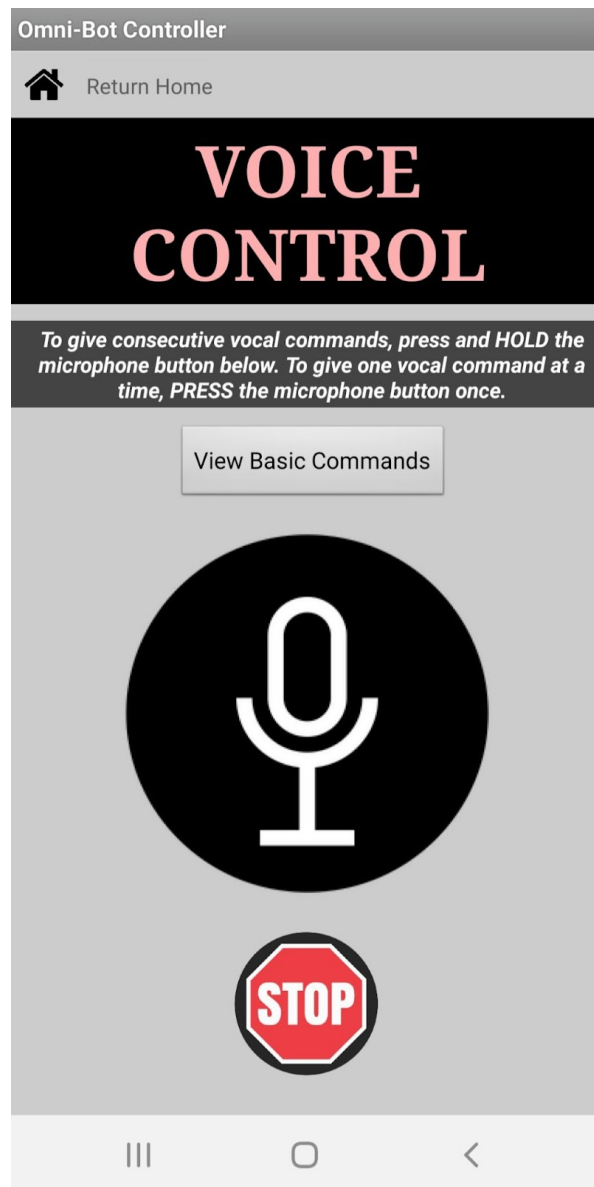 Omni-Bot Controller
Return Home
VOICE
CONTROL
To give consecutive vocal commands, press and HOLD the
microphone button below. To give one vocal command at a
time, PRESS the microphone button once.
View Basic Commands
STOP